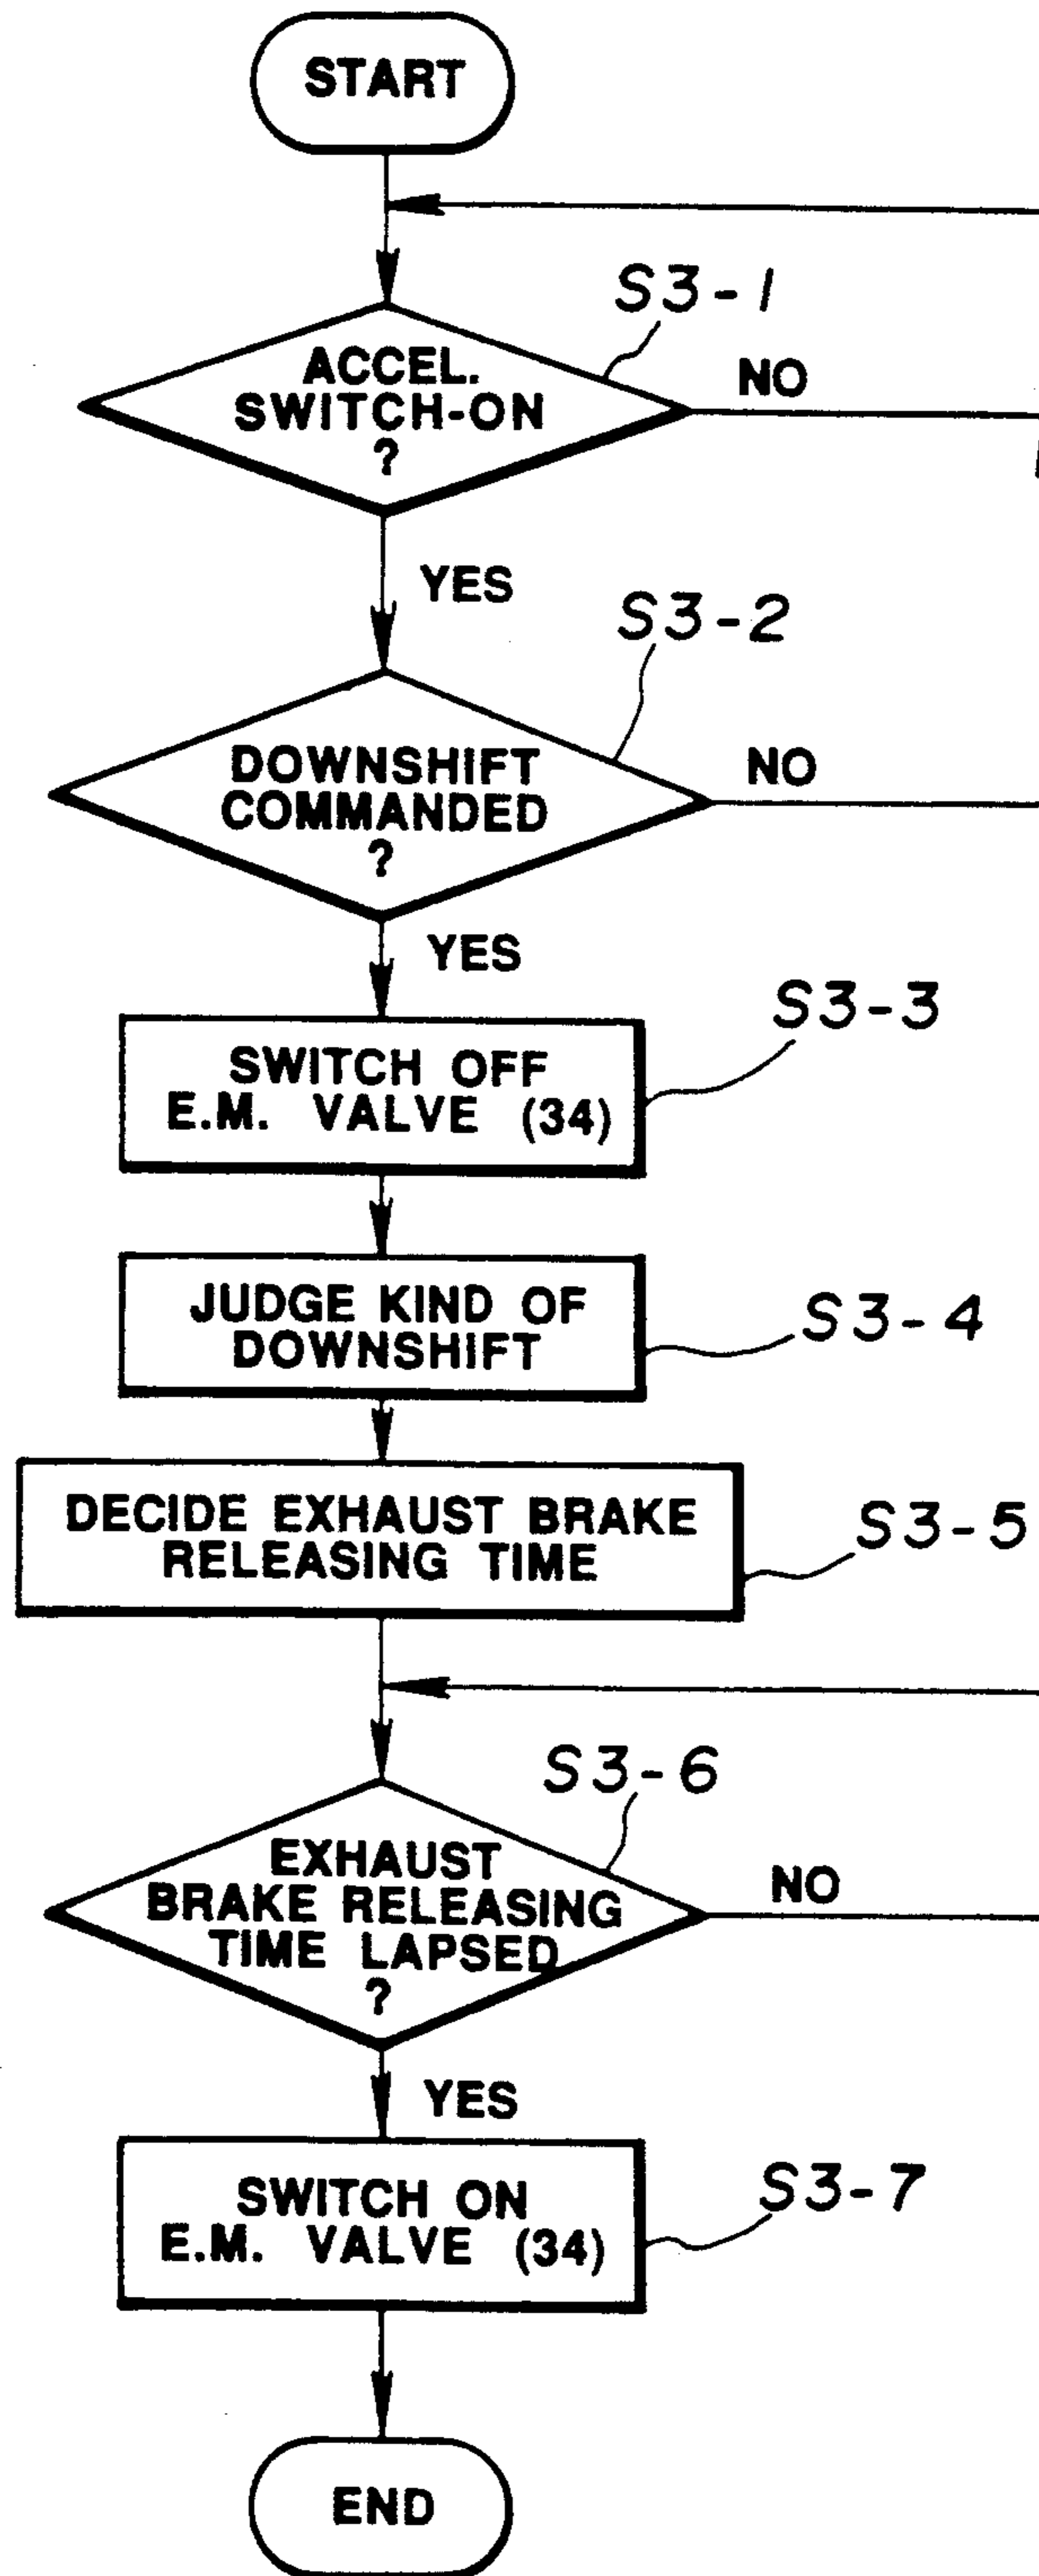 START
S3-1
ACCEL.
SWITCH-ON
?
NO
YES
S3-2
DOWNSHIFT
COMMANDED
?
NO
YES
S3-3
SWITCH OFF
E.M. VALVE (34)
JUDGE KIND OF
DOWNSHIFT
S3-4
DECIDE EXHAUST BRAKE
RELEASING TIME
S3-5
S3-6
EXHAUST
BRAKE RELEASING
TIME LAPSED
?
NO
YES
SWITCH ON
E.M. VALVE (34)
S3-7
END